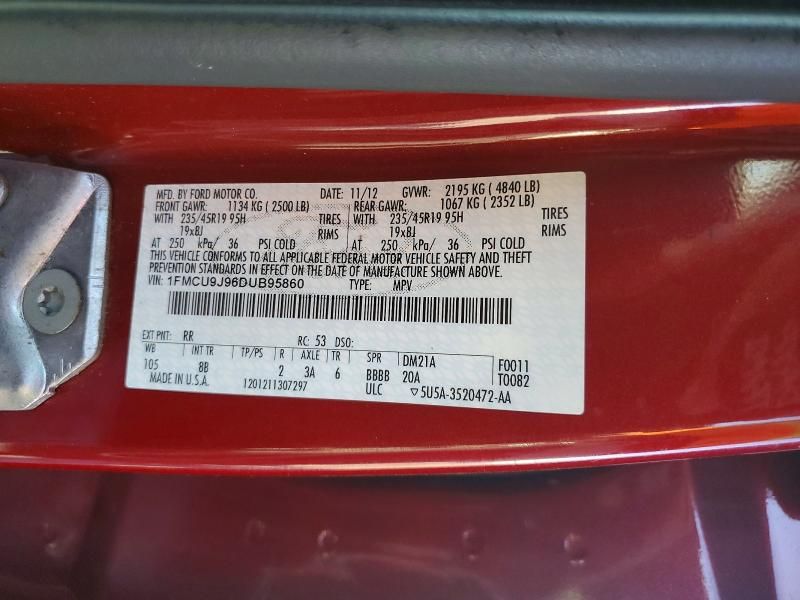 MFD. BY FORD MOTOR CO. DATE: 11/12 GVWR: 2195 KG ( 4840 LB)
FRONT GAWR: 1134 KG ( 2500 LB) REAR GAWR: 1067 KG ( 2352 LB)
WITH 235/45R19 95H TIRES WITH 235/45R19 95H TIRES
19x8J RIMS 19x8J RIMS
AT 250 kPa/ 36 PSI COLD AT 250 kPa/ 36 PSI COLD
THIS VEHICLE CONFORMS TO ALL APPLICABLE FEDERAL MOTOR VEHICLE SAFETY AND THEFT
PREVENTION STANDARDS IN EFFECT ON THE DATE OF MANUFACTURE SHOWN ABOVE.
VIN: 1FMCU9J96DUB95860 TYPE: MPV
EXT PNT: RR RC: 53 DSO:
WB INT TR TP/PS R AXLE TR SPR DM21A F0011
105 8B 2 3A 6 BBBB 20A T0082
MADE IN U.S.A. 1201211307297 ULC ▽5U5A-3520472-AA